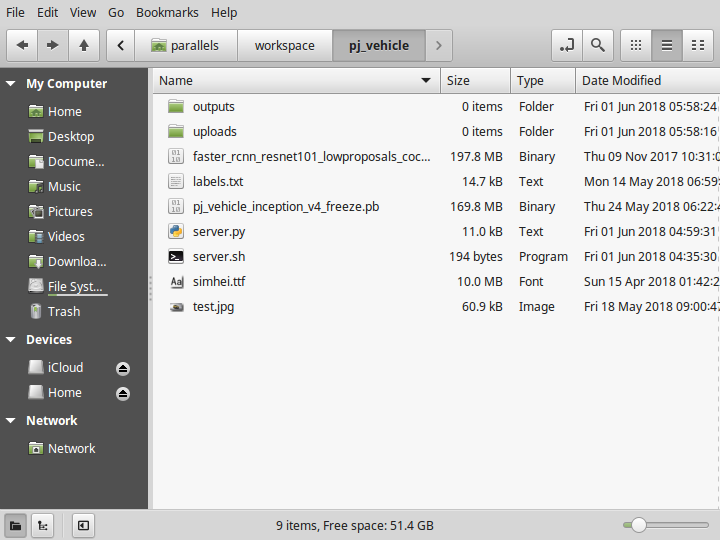 File Edit View Go Bookmarks Help
parallels workspace pj_vehicle
My Computer
Home
Desktop
Docume...
Music
Pictures
Videos
Downloa...
File Syst...
Trash
Devices
iCloud
Home
Network
Network
Name Size Type Date Modified
outputs 0 items Folder Fri 01 Jun 2018 05:58:24
uploads 0 items Folder Fri 01 Jun 2018 05:58:16
faster_rcnn_resnet101_lowproposals_coc... 197.8 MB Binary Thu 09 Nov 2017 10:31:0
labels.txt 14.7 kB Text Mon 14 May 2018 06:59:
pj_vehicle_inception_v4_freeze.pb 169.8 MB Binary Thu 24 May 2018 06:22:4
server.py 11.0 kB Text Fri 01 Jun 2018 04:59:31
server.sh 194 bytes Program Fri 01 Jun 2018 04:35:30
simhei.ttf 10.0 MB Font Sun 15 Apr 2018 01:42:2
test.jpg 60.9 kB Image Fri 18 May 2018 09:00:47
9 items, Free space: 51.4 GB